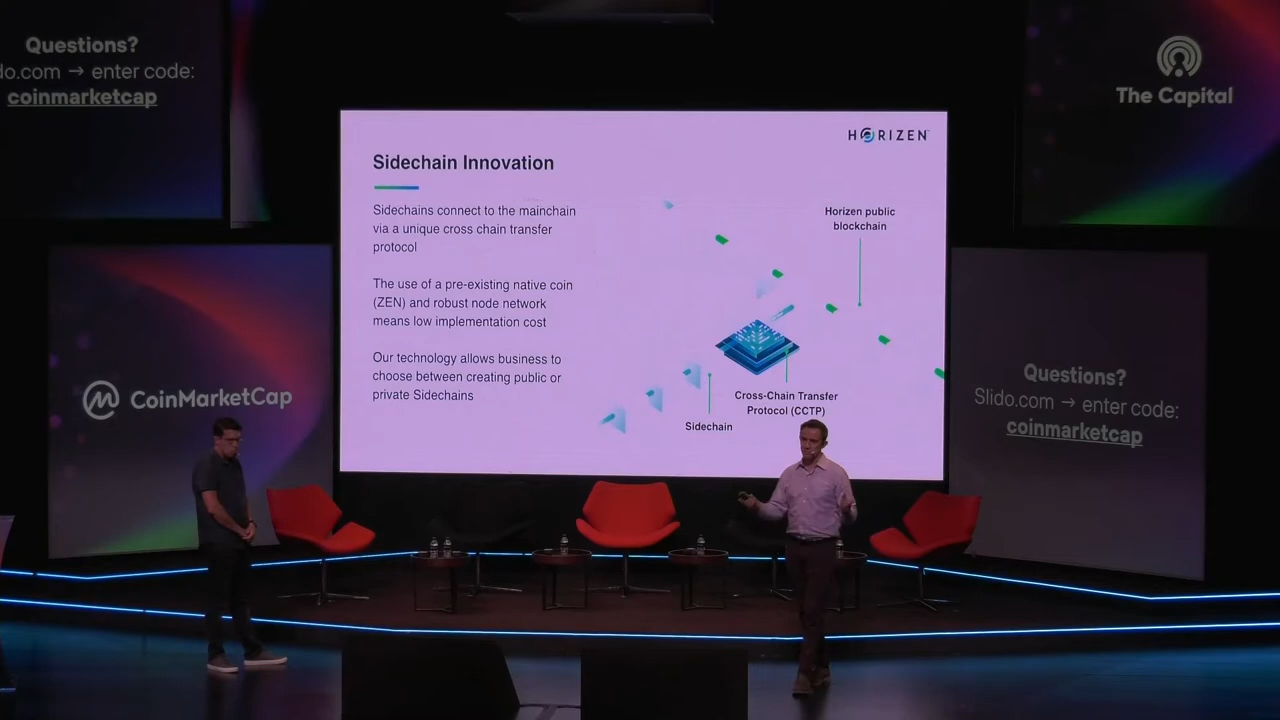 Questions?
do.com → enter code:
coinmarketcap
The Capital
HORIZEN
Sidechain Innovation
Sidechains connect to the mainchain
via a unique cross chain transfer
protocol
The use of a pre-existing native coin
(ZEN) and robust node network
means low implementation cost
Our technology allows business to
choose between creating public or
private Sidechains
Horizen public
blockchain
Cross-Chain Transfer
Protocol (CCTP)
Sidechain
CoinMarketCap
Questions?
Slido.com → enter code:
coinmarketcap